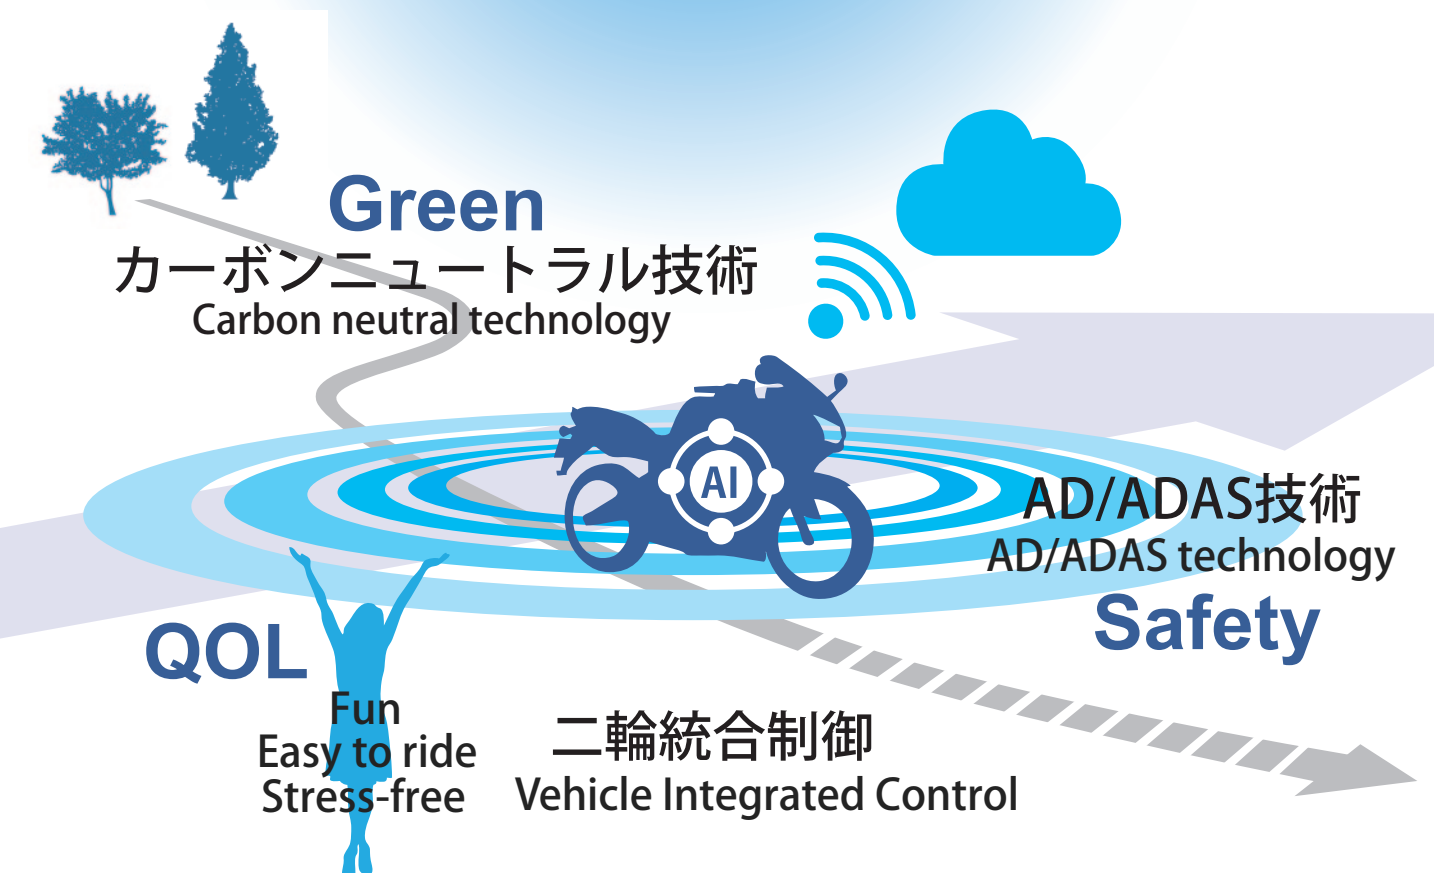 Green
カーボンニュートラル技術
Carbon neutral technology
AI
AD/ADAS技術
AD/ADAS technology
Safety
QOL
Fun
Easy to ride
Stress-free
二輪統合制御
Vehicle Integrated Control